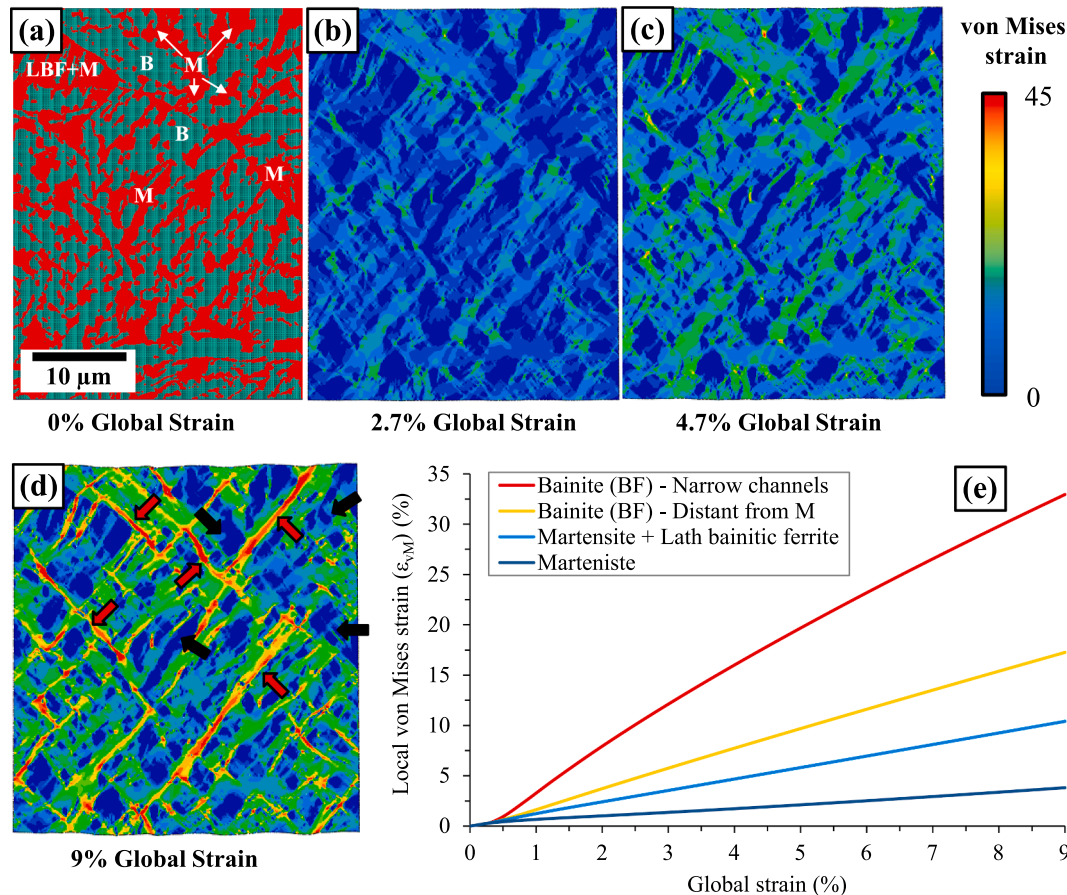 (a)
(b)
(c)
von Mises
strain
LBF+M
B
M
B
M
M
45
0
10 μm
0% Global Strain
2.7% Global Strain
4.7% Global Strain
(d)
9% Global Strain
(e)
Bainite (BF) - Narrow channels
Bainite (BF) - Distant from M
Martensite + Lath bainitic ferrite
Marteniste
35
30
25
20
15
10
5
0
Local von Mises strain (εvM) (%)
0 1 2 3 4 5 6 7 8 9
Global strain (%)